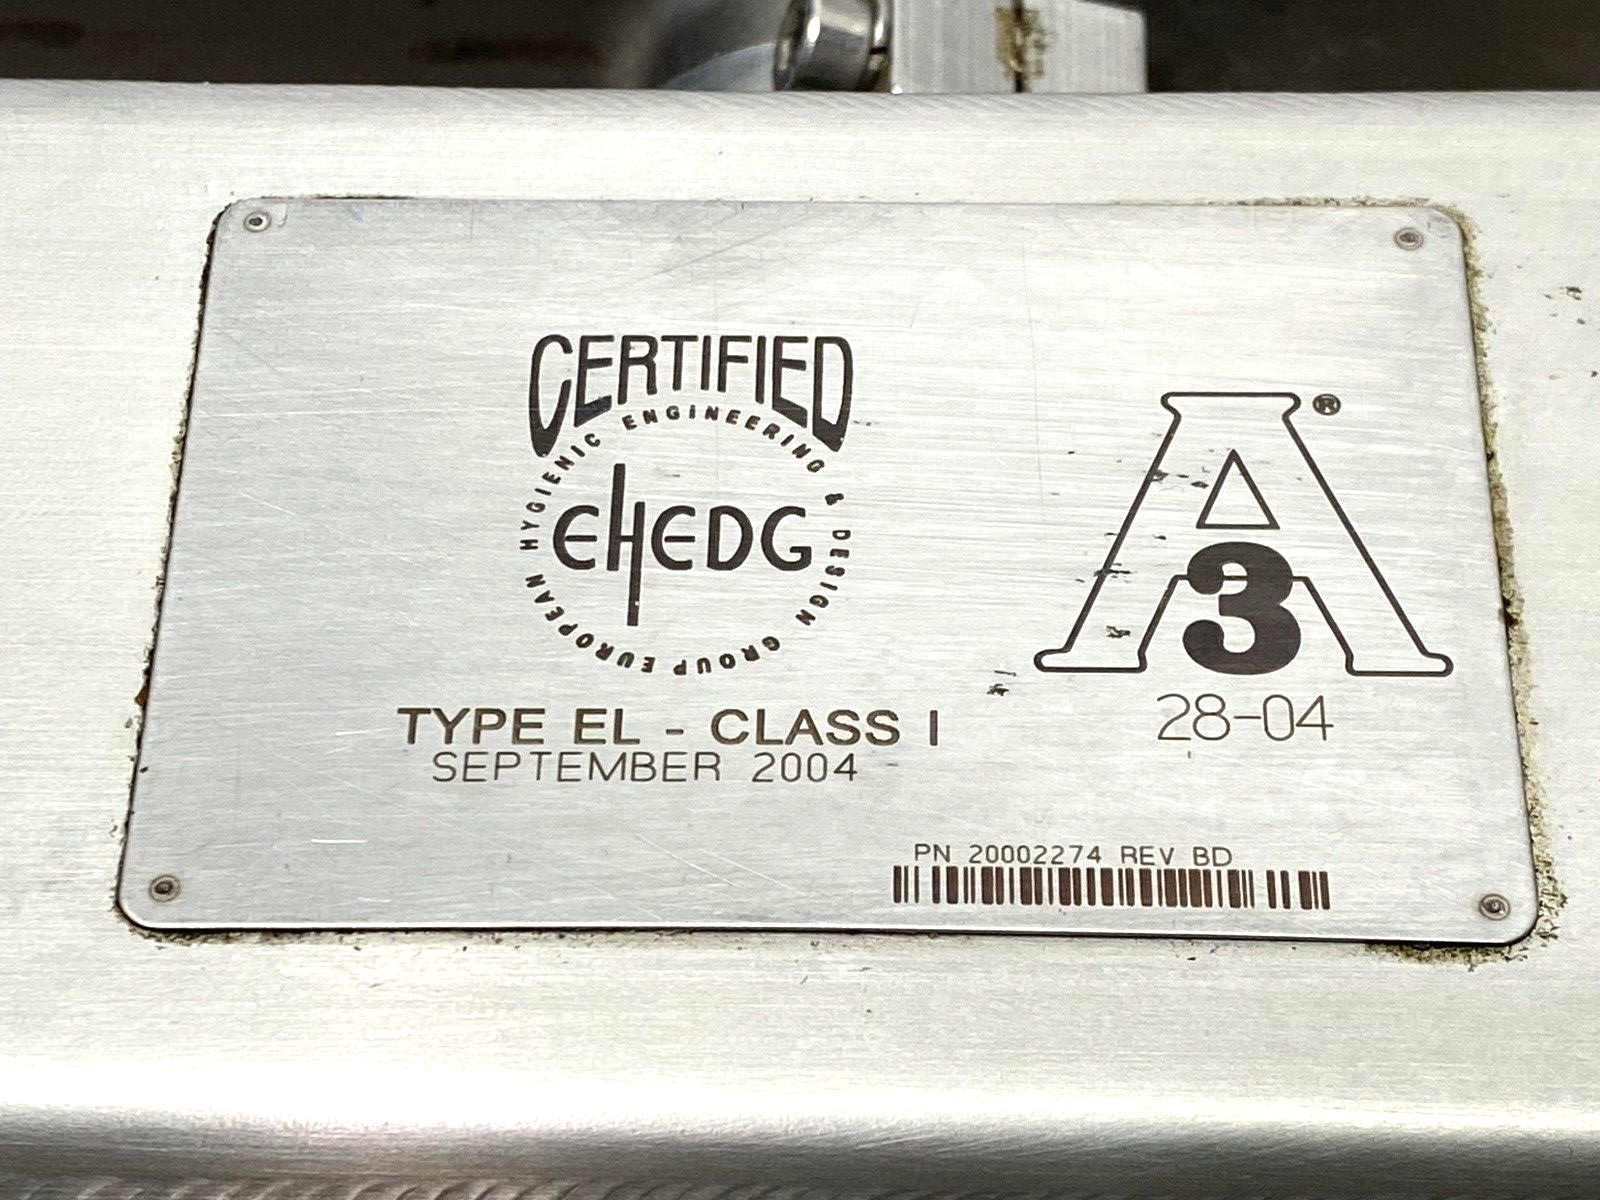 CERTIFIED
EUROPEAN HYGIENIC ENGINEERING & DESIGN GROUP
EHEDG
TYPE EL - CLASS I
SEPTEMBER 2004
A ®
3
28-04
PN 20002274 REV BD